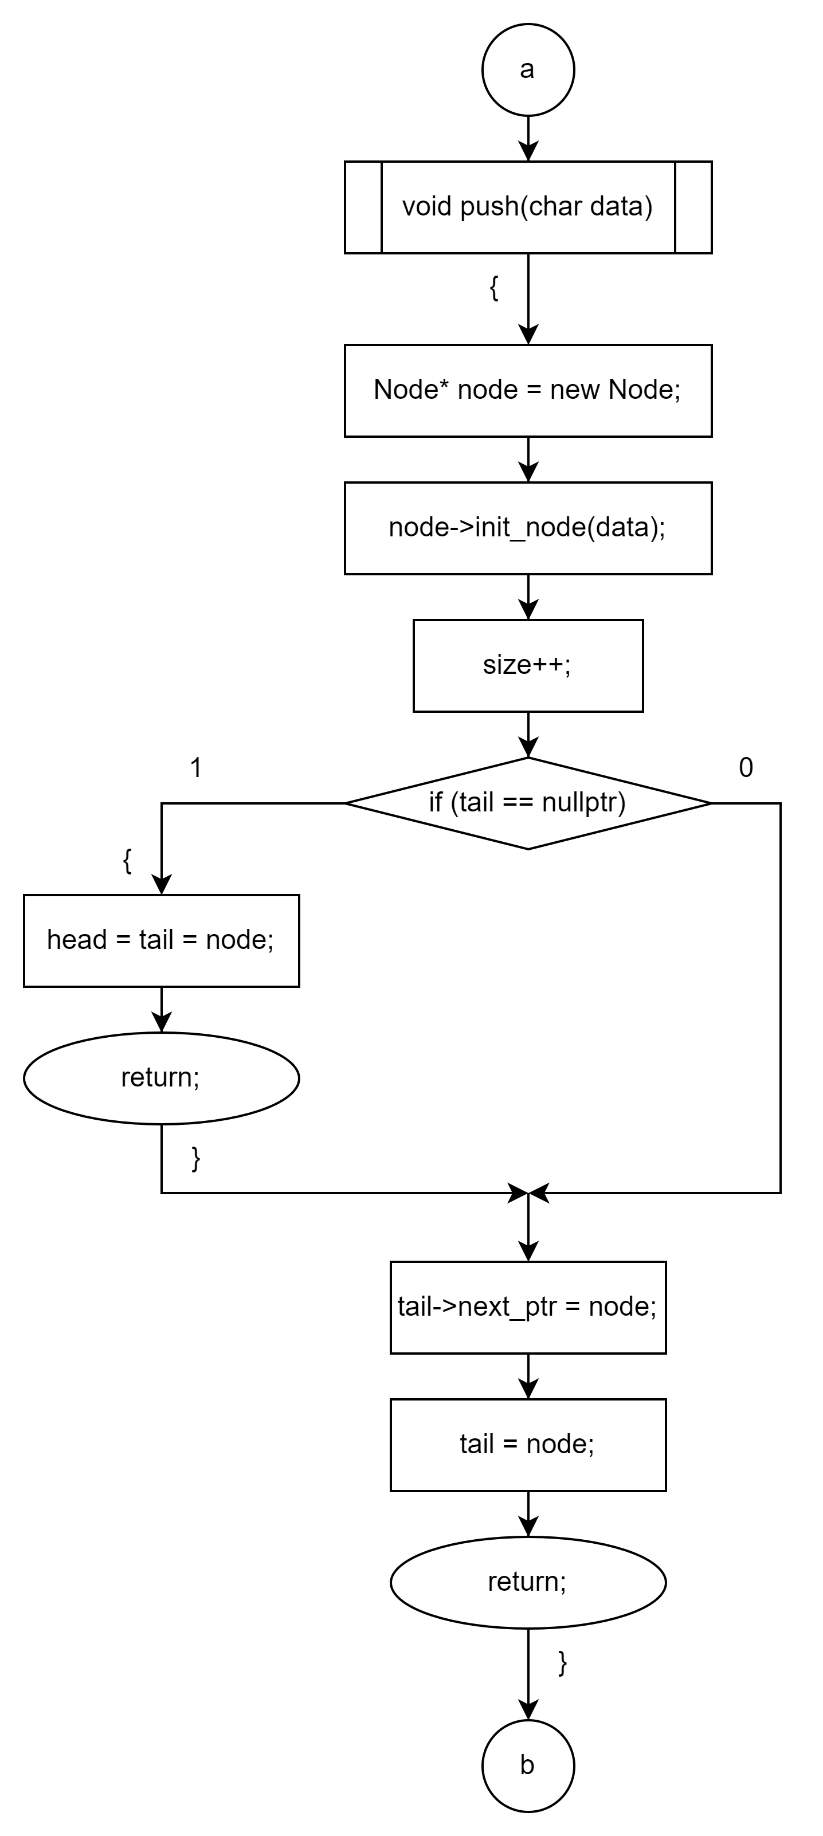 a
void push(char data)
{
Node* node = new Node;
node->init_node(data);
size++;
1
0
if (tail == nullptr)
{
head = tail = node;
return;
}
tail->next_ptr = node;
tail = node;
return;
}
b